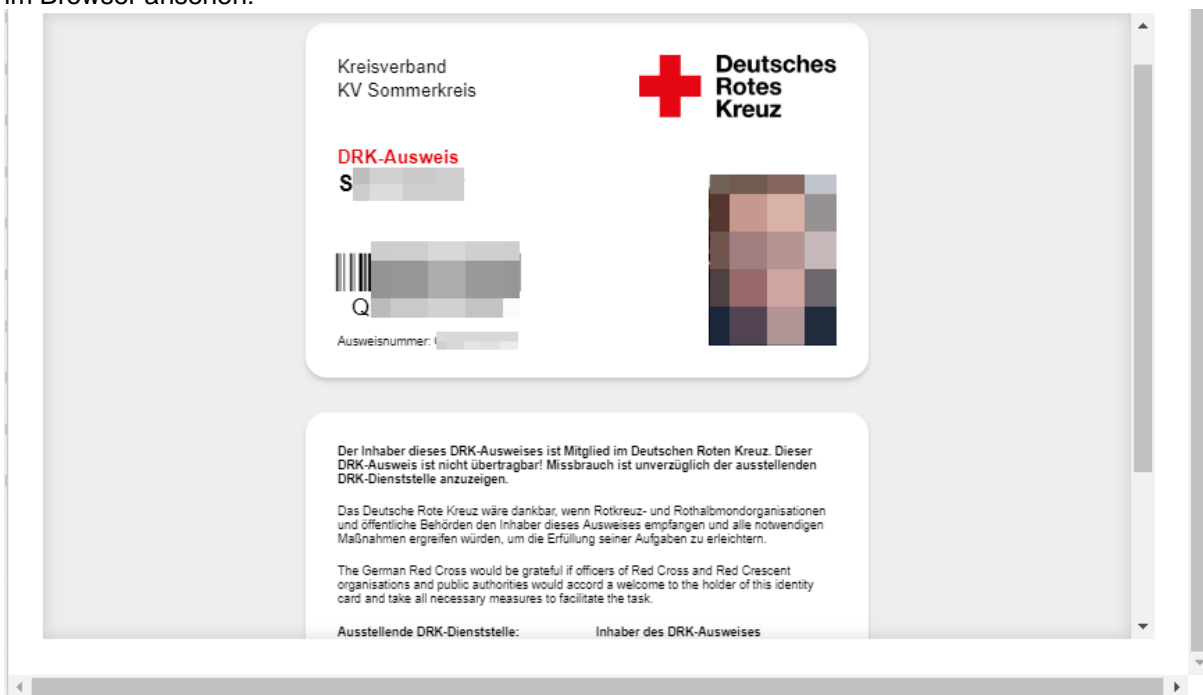 im Browser ansehen.
Kreisverband
KV Sommerkreis
Deutsches
Rotes
Kreuz
DRK-Ausweis
S
Q
Ausweisnummer:
Der Inhaber dieses DRK-Ausweises ist Mitglied im Deutschen Roten Kreuz. Dieser
DRK-Ausweis ist nicht übertragbar! Missbrauch ist unverzüglich der ausstellenden
DRK-Dienststelle anzuzeigen.
Das Deutsche Rote Kreuz wäre dankbar, wenn Rotkreuz- und Rothalbmondorganisationen
und öffentliche Behörden den Inhaber dieses Ausweises empfangen und alle notwendigen
Maßnahmen ergreifen würden, um die Erfüllung seiner Aufgaben zu erleichtern.
The German Red Cross would be grateful if officers of Red Cross and Red Crescent
organisations and public authorities would accord a welcome to the holder of this identity
card and take all necessary measures to facilitate the task.
Ausstellende DRK-Dienststelle:
Inhaber des DRK-Ausweises